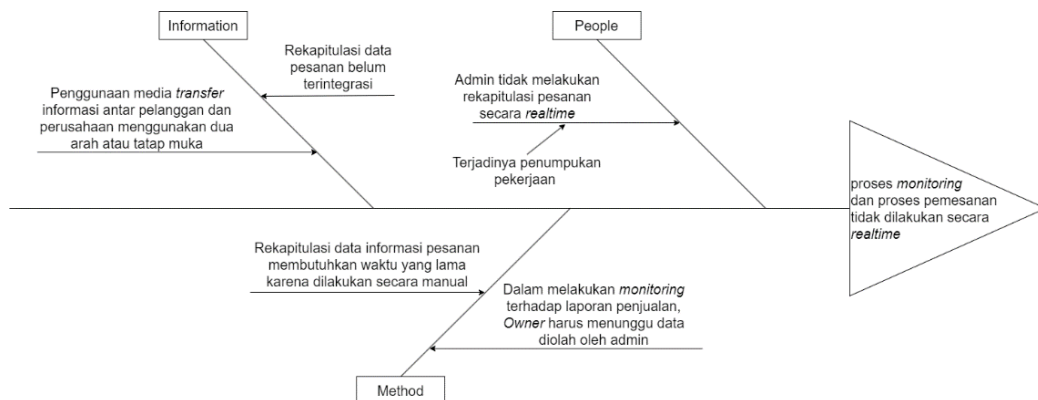 Information
People
Rekapitulasi data
pesanan belum
terintegrasi
Penggunaan media transfer
informasi antar pelanggan dan
perusahaan menggunakan dua
arah atau tatap muka
Admin tidak melakukan
rekapitulasi pesanan
secara realtime
Terjadinya penumpukan
pekerjaan
proses monitoring
dan proses pemesanan
tidak dilakukan secara
realtime
Rekapitulasi data informasi pesanan
membutuhkan waktu yang lama
karena dilakukan secara manual
Dalam melakukan monitoring
terhadap laporan penjualan,
Owner harus menunggu data
diolah oleh admin
Method